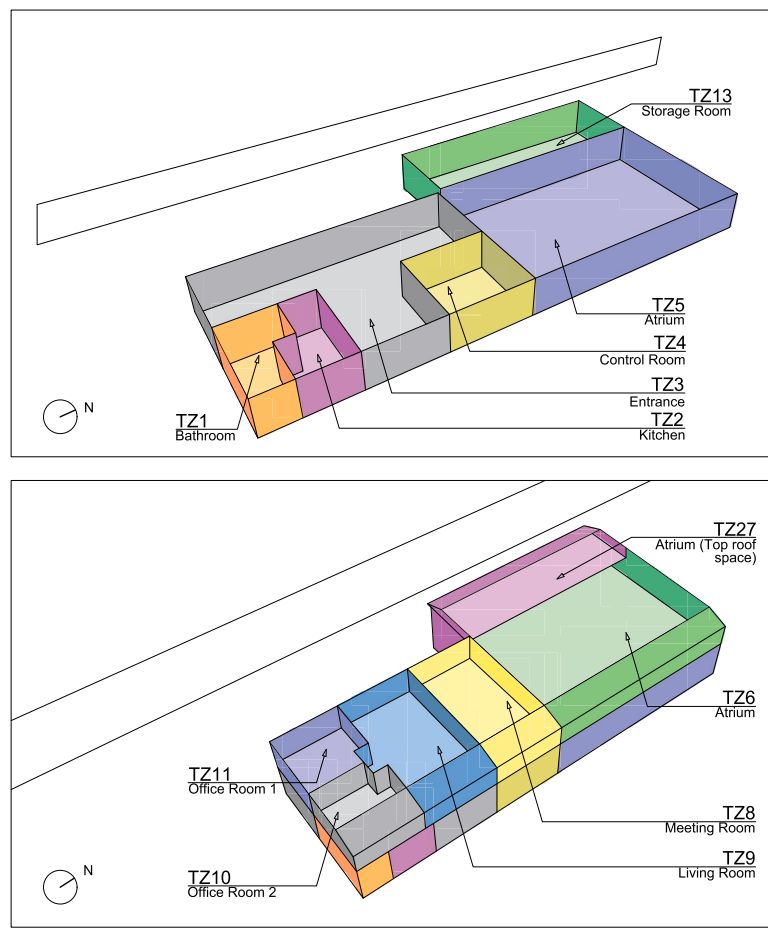 TZ13
Storage Room
TZ5
Atrium
TZ4
Control Room
TZ3
Entrance
TZ2
Kitchen
TZ1
Bathroom
N
TZ27
Atrium (Top roof
space)
TZ6
Atrium
TZ11
Office Room 1
TZ8
Meeting Room
TZ9
Living Room
TZ10
Office Room 2
N